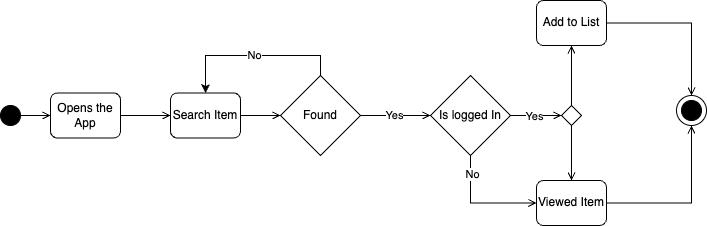 Add to List
No
Opens the
App
Search Item
Found
Yes
Is logged In
Yes
No
Viewed Item